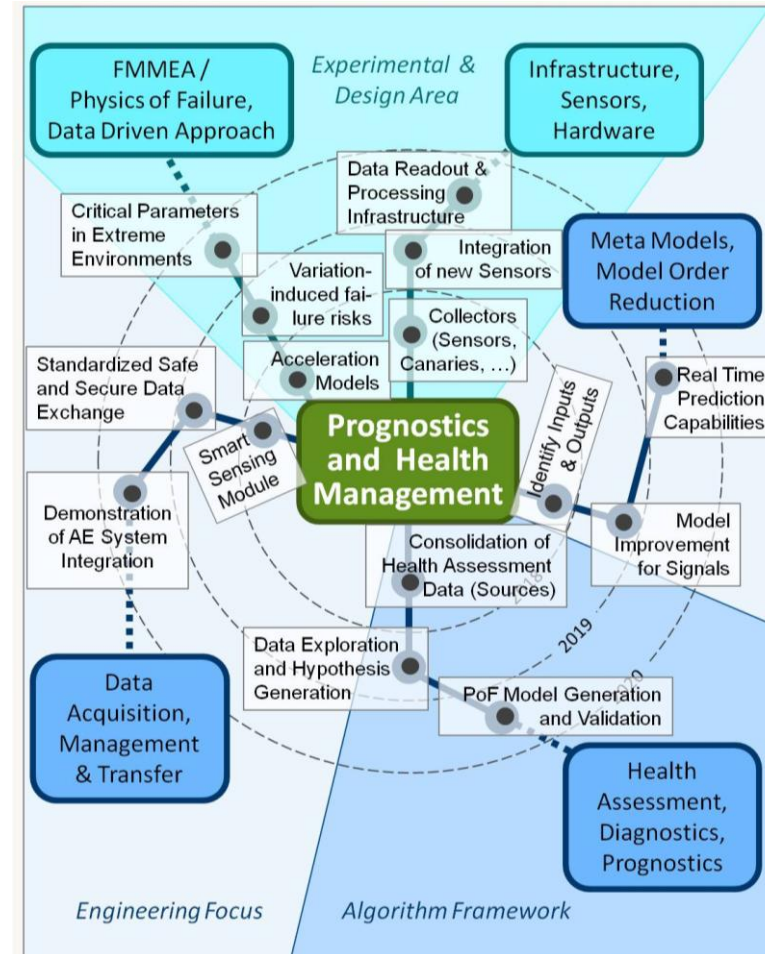 FMMEA /
Physics of Failure,
Data Driven Approach
Experimental &
Design Area
Infrastructure,
Sensors,
Hardware
Data Readout &
Processing
Infrastructure
Critical Parameters
in Extreme
Environments
Integration
of new Sensors
Meta Models,
Model Order
Reduction
Variation-
induced fai-
lure risks
Collectors
(Sensors,
Canaries, …)
Acceleration
Models
Standardized Safe
and Secure Data
Exchange
Real Time
Prediction
Capabilities
Smart
Sensing
Module
Prognostics
and Health
Management
Identify Inputs
& Outputs
Demonstration
of AE System
Integration
Model
Improvement
for Signals
Consolidation of
Health Assessment
Data (Sources)
2018
2019
2020
Data Exploration
and Hypothesis
Generation
PoF Model Generation
and Validation
Data
Acquisition,
Management
& Transfer
Health
Assessment,
Diagnostics,
Prognostics
Engineering Focus
Algorithm Framework